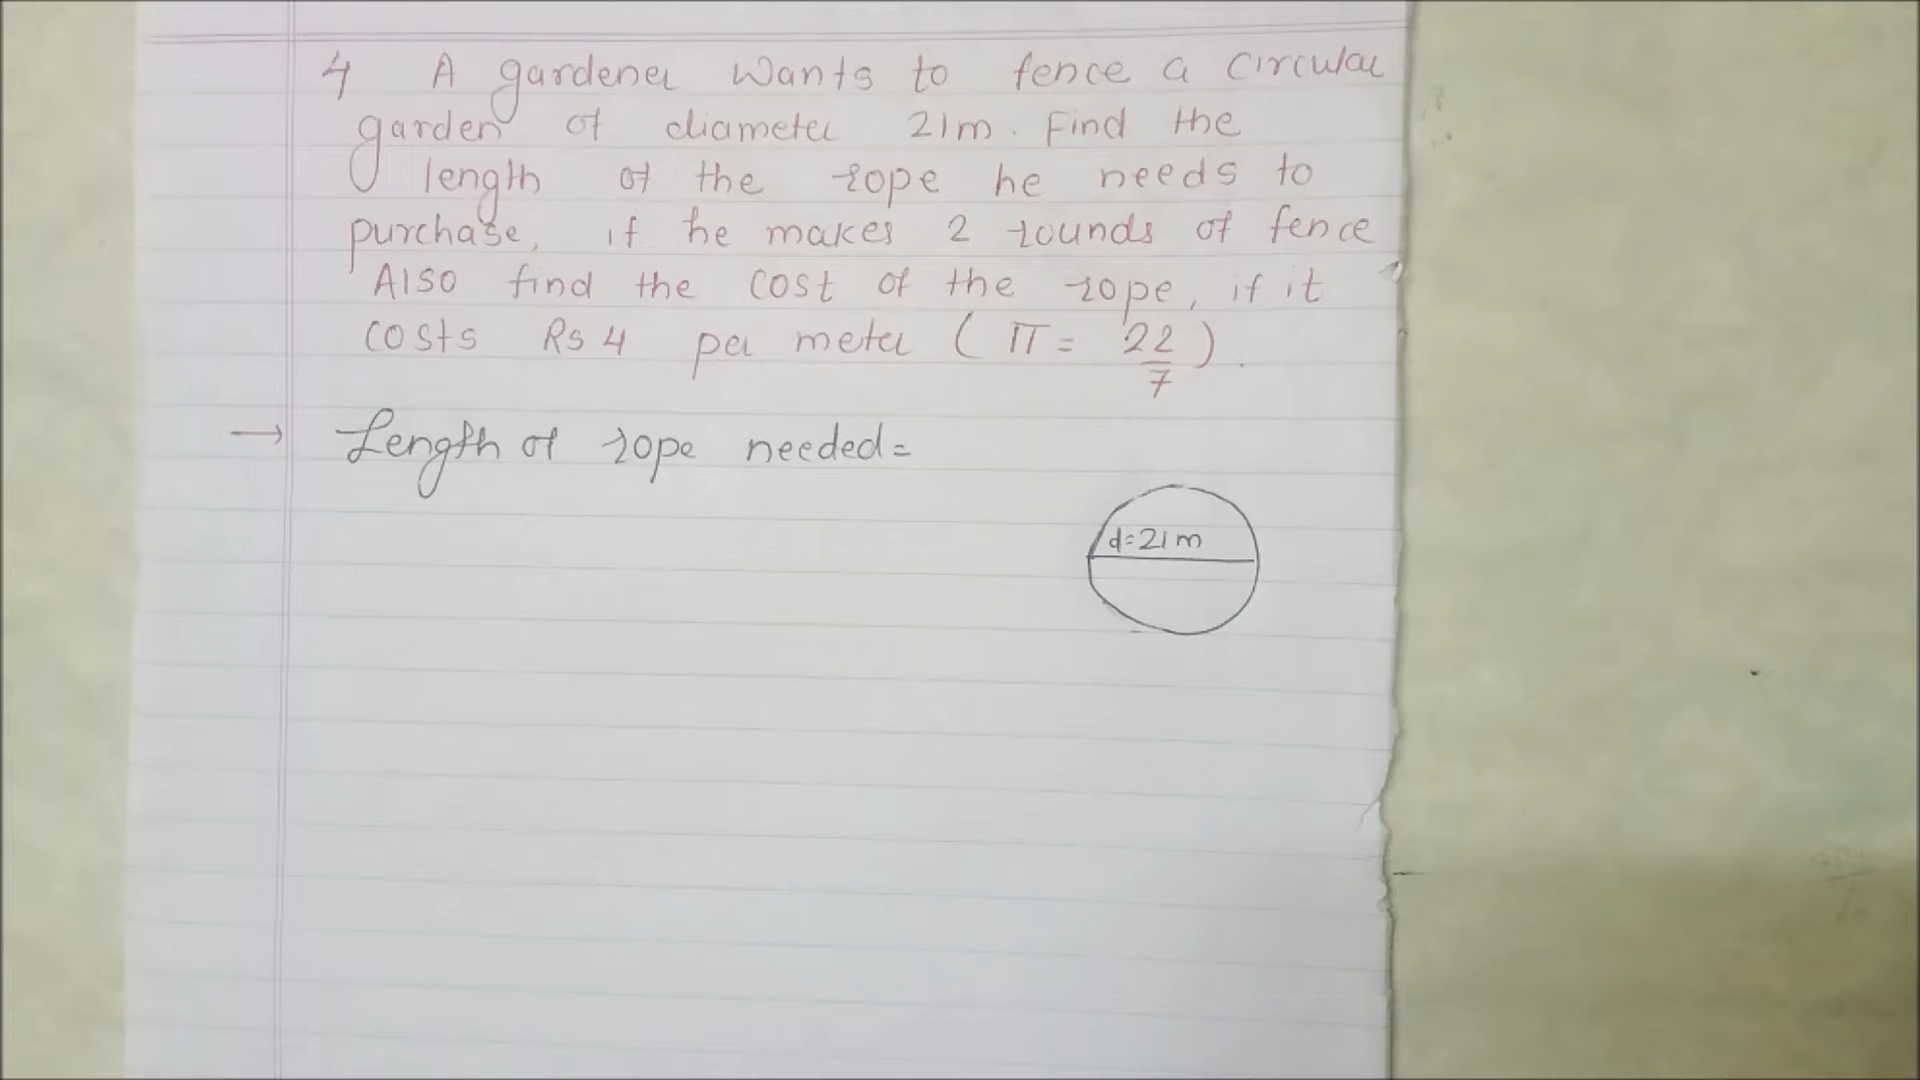 4 A gardener wants to fence a circular
garden of diameter 21m. Find the
length of the rope he needs to
purchase, if he makes 2 rounds of fence
Also find the cost of the rope, if it
costs Rs 4 per meter ( π = 22/7 ).
→ Length of rope needed=
d=21m